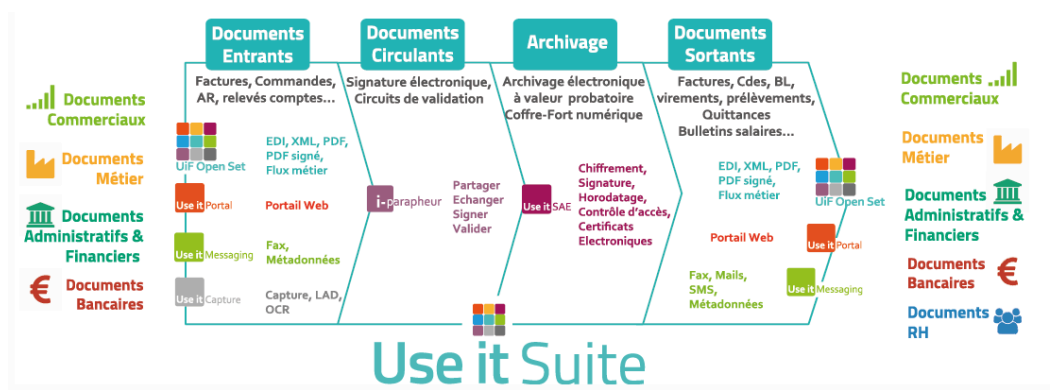 Documents
Commerciaux
Documents
Métier
Documents
Administratifs &
Financiers
Documents
Bancaires
Documents
Entrants
Factures, Commandes,
AR, relevés comptes...
UiF Open Set
EDI, XML, PDF,
PDF signé,
Flux métier
Use it Portal
Portail Web
Use it Messaging
Fax,
Métadonnées
Use it Capture
Capture, LAD,
OCR
Documents
Circulants
Signature électronique,
Circuits de validation
i-parapheur
Partager
Echanger
Signer
Valider
Archivage
Archivage électronique
à valeur probatoire
Coffre-Fort numérique
Use it SAE
Chiffrement,
Signature,
Horodatage,
Contrôle d'accès,
Certificats
Electroniques
Documents
Sortants
Factures, Cdes, BL,
virements, prélèvements,
Quittances
Bulletins salaires...
EDI, XML, PDF,
PDF signé,
Flux métier
UiF Open Set
Portail Web
Use it Portal
Fax, Mails,
SMS,
Métadonnées
Use it Messaging
Documents
Commerciaux
Documents
Métier
Documents
Administratifs &
Financiers
Documents
Bancaires
Documents
RH
Use it Suite